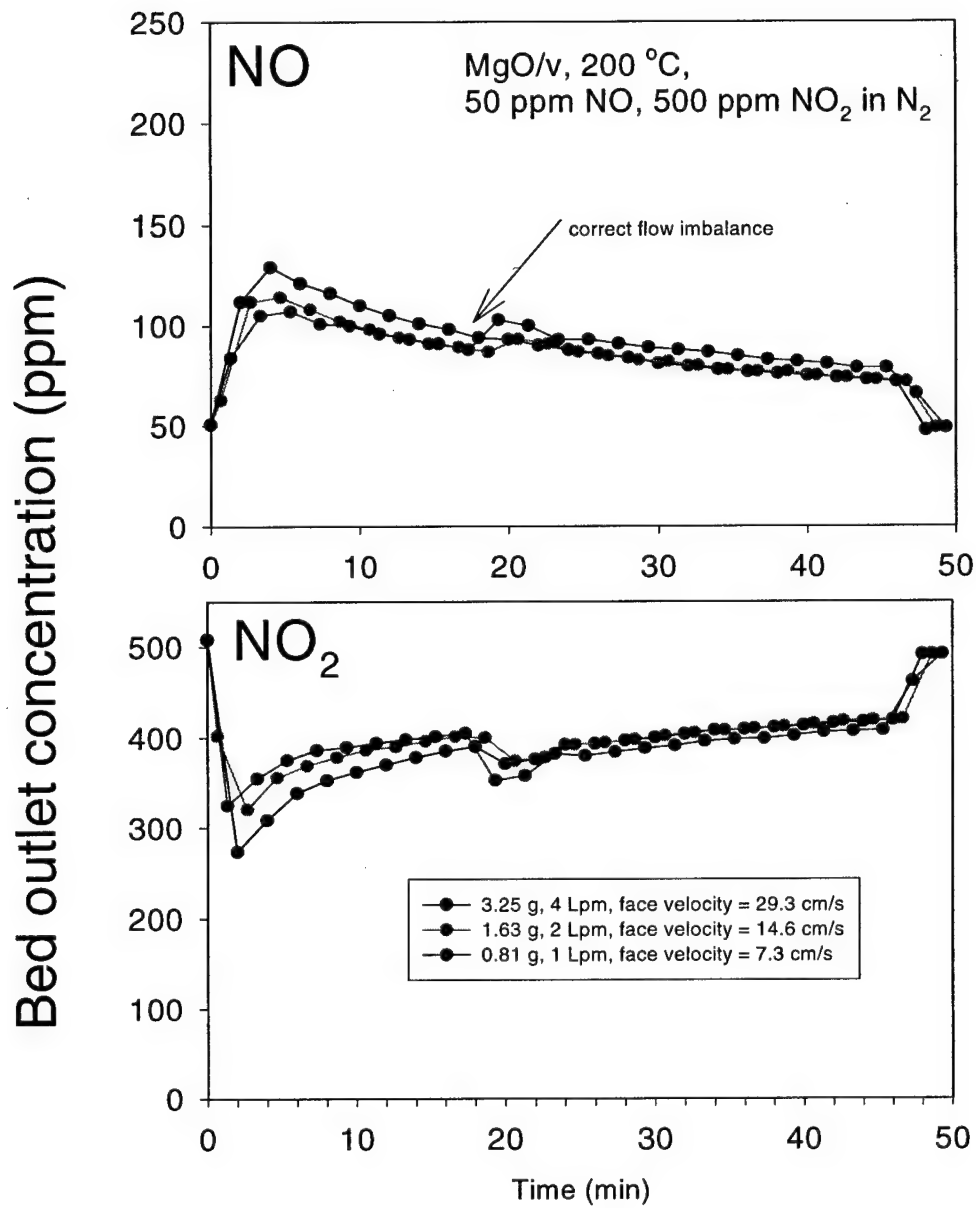 Bed outlet concentration (ppm)
NO
MgO/v, 200 °C,
50 ppm NO, 500 ppm NO₂ in N₂
correct flow imbalance
250
200
150
100
50
0
0 10 20 30 40 50
NO₂
500
400
300
200
100
0
3.25 g, 4 Lpm, face velocity = 29.3 cm/s
1.63 g, 2 Lpm, face velocity = 14.6 cm/s
0.81 g, 1 Lpm, face velocity = 7.3 cm/s
0 10 20 30 40 50
Time (min)